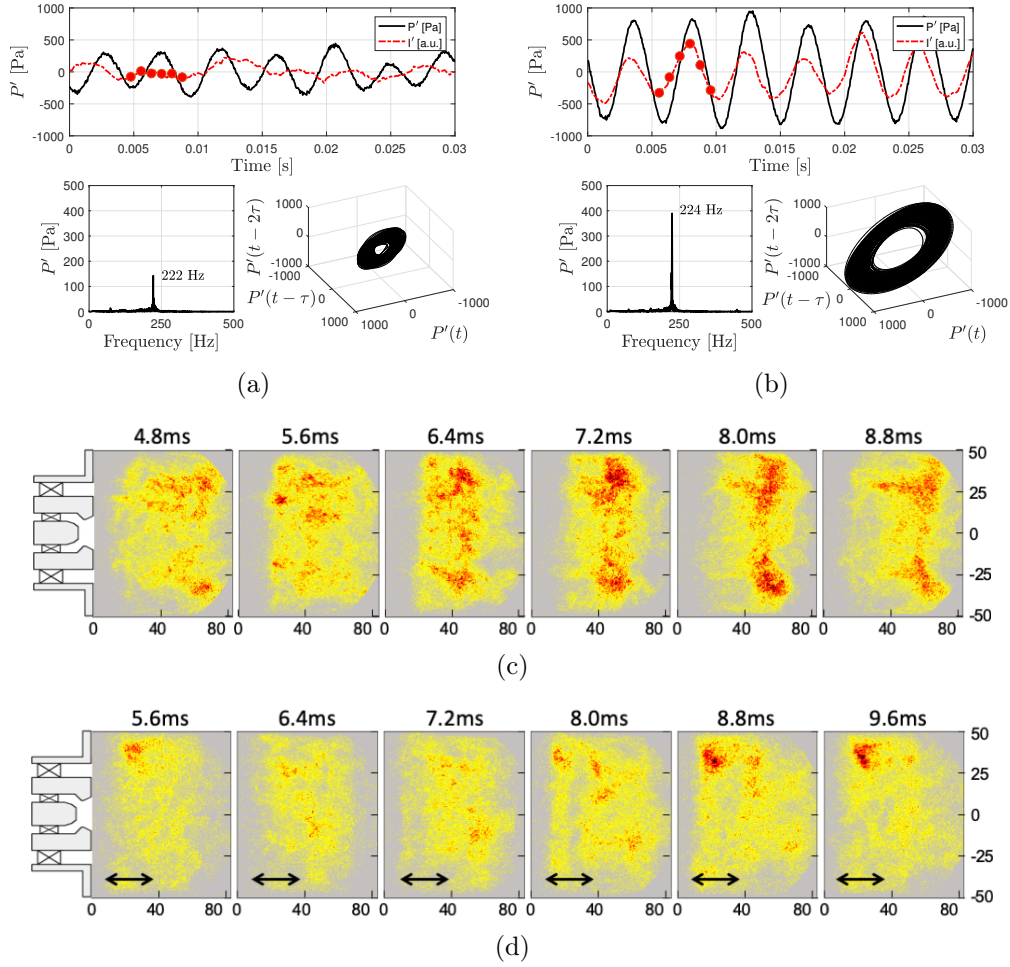 1000
500
0
-500
-1000
P′ [Pa]
P′ [Pa]
I′ [a.u.]
0 0.005 0.01 0.015 0.02 0.025 0.03
Time [s]
500
400
300
200
100
0
P′ [Pa]
222 Hz
0 250 500
Frequency [Hz]
1000
0
-1000
P′(t − 2τ)
P′(t − τ)
0
1000
1000
0
-1000
P′(t)
(a)
1000
500
0
-500
-1000
P′ [Pa]
P′ [Pa]
I′ [a.u.]
0 0.005 0.01 0.015 0.02 0.025 0.03
Time [s]
500
400
300
200
100
0
P′ [Pa]
224 Hz
0 250 500
Frequency [Hz]
1000
0
-1000
P′(t − 2τ)
P′(t − τ)
0
1000
1000
0
-1000
P′(t)
(b)
4.8ms 5.6ms 6.4ms 7.2ms 8.0ms 8.8ms
50
25
0
-25
-50
0 40 80 0 40 80 0 40 80 0 40 80 0 40 80 0 40 80
(c)
5.6ms 6.4ms 7.2ms 8.0ms 8.8ms 9.6ms
50
25
0
-25
-50
0 40 80 0 40 80 0 40 80 0 40 80 0 40 80 0 40 80
(d)